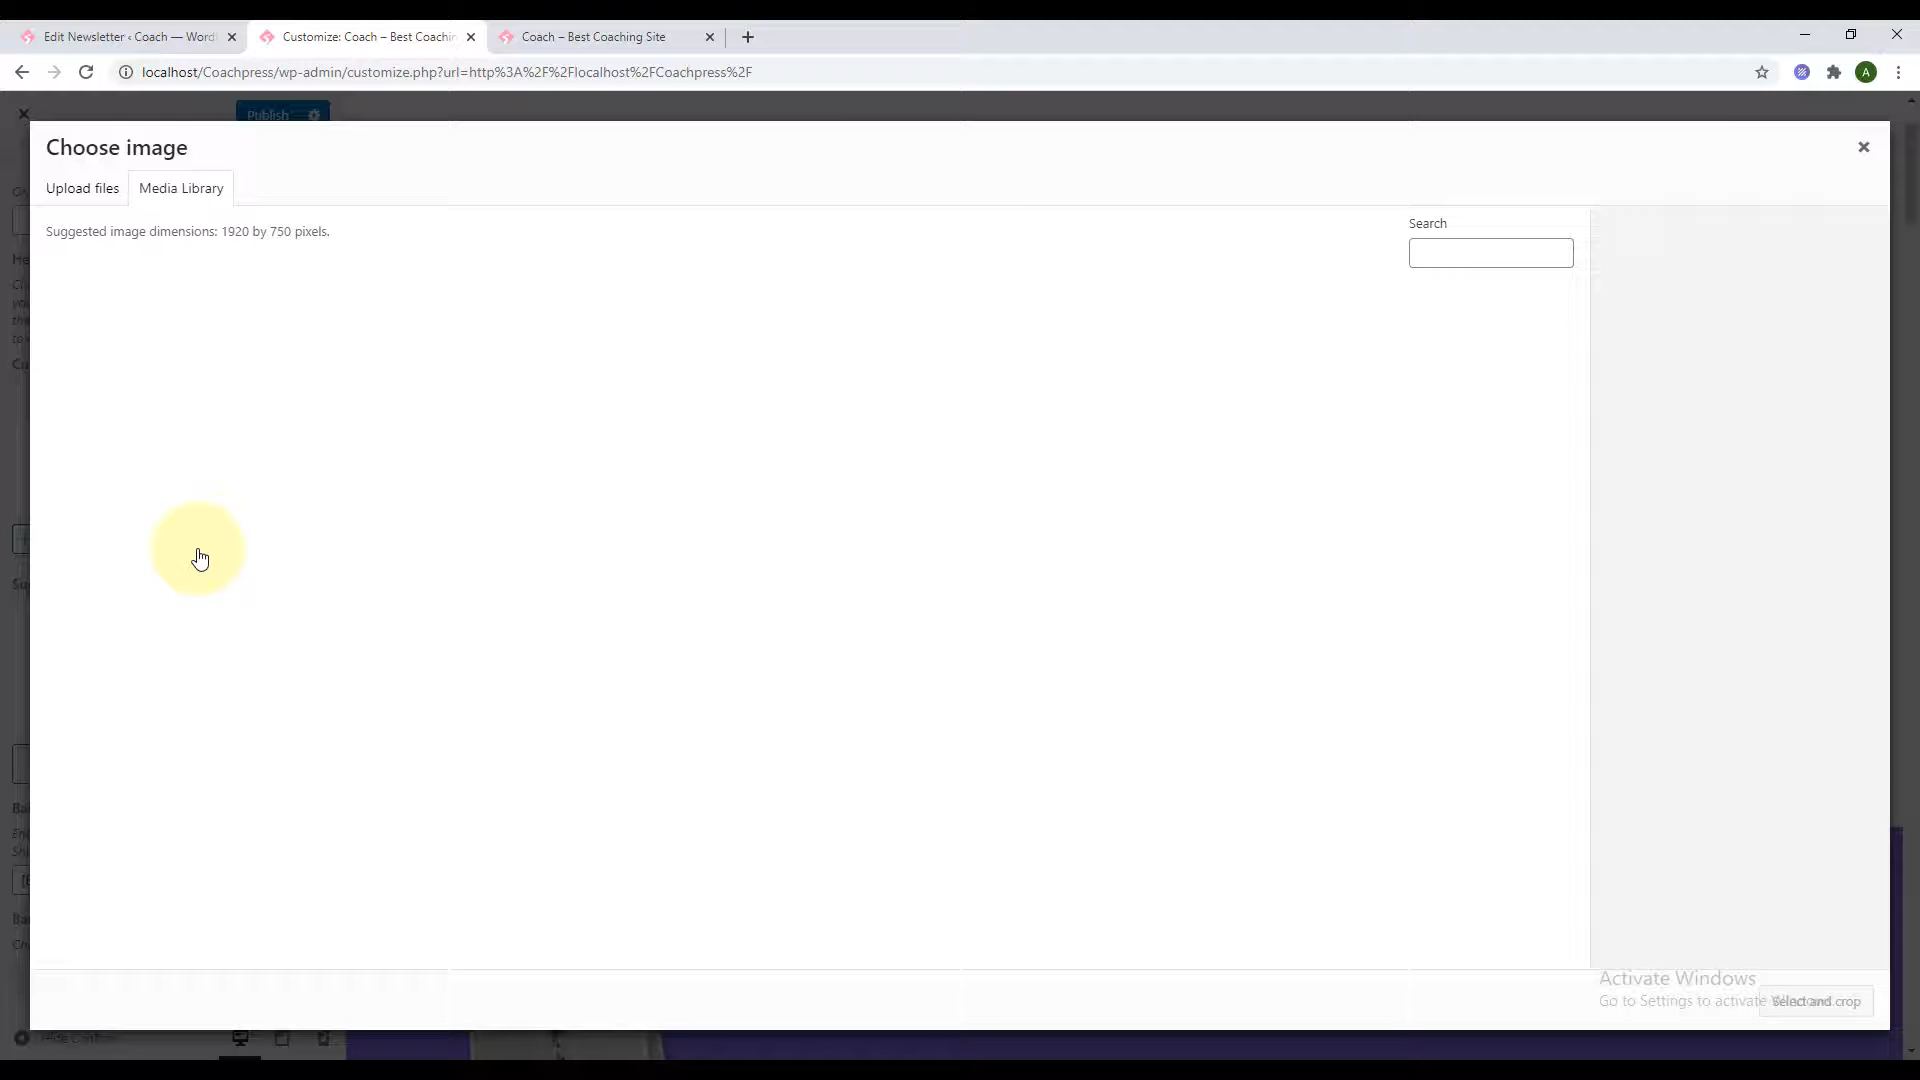 Edit Newsletter ‹ Coach — Word
Customize: Coach – Best Coachin
Coach – Best Coaching Site
localhost/Coachpress/wp-admin/customize.php?url=http%3A%2F%2Flocalhost%2FCoachpress%2F
A
Publish
Choose image
Upload files
Media Library
Suggested image dimensions: 1920 by 750 pixels.
Search
Activate Windows
Go to Settings to activate Windows.
Select and crop